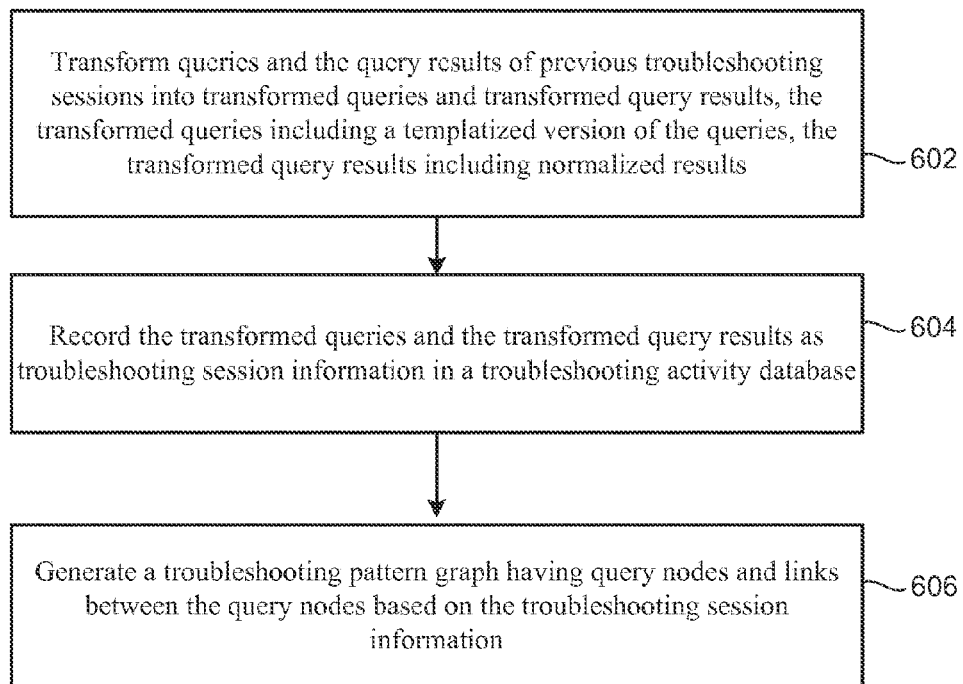 Transform queries and the query results of previous troubleshooting
sessions into transformed queries and transformed query results, the
transformed queries including a templatized version of the queries, the
transformed query results including normalized results
602
Record the transformed queries and the transformed query results as
troubleshooting session information in a troubleshooting activity database
604
Generate a troubleshooting pattern graph having query nodes and links
between the query nodes based on the troubleshooting session
information
606